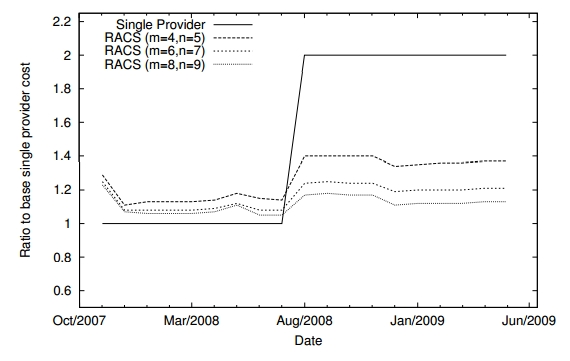 2.2
2
1.8
1.6
1.4
1.2
1
0.8
0.6
Ratio to base single provider cost
Single Provider
RACS (m=4,n=5)
RACS (m=6,n=7)
RACS (m=8,n=9)
Oct/2007 Mar/2008 Aug/2008 Jan/2009 Jun/2009
Date